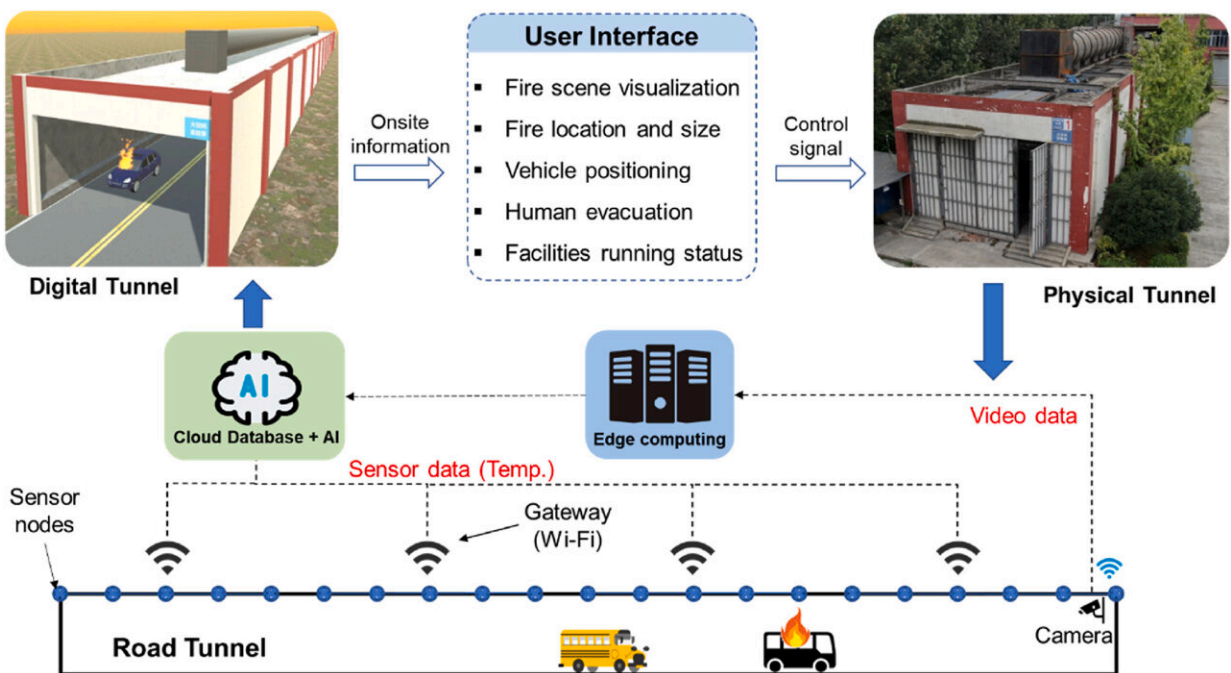 User Interface
▪ Fire scene visualization
▪ Fire location and size
▪ Vehicle positioning
▪ Human evacuation
▪ Facilities running status
Onsite
information
Control
signal
Digital Tunnel
Physical Tunnel
AI
Cloud Database + AI
Edge computing
Video data
Sensor data (Temp.)
Sensor
nodes
Gateway
(Wi-Fi)
Road Tunnel
Camera